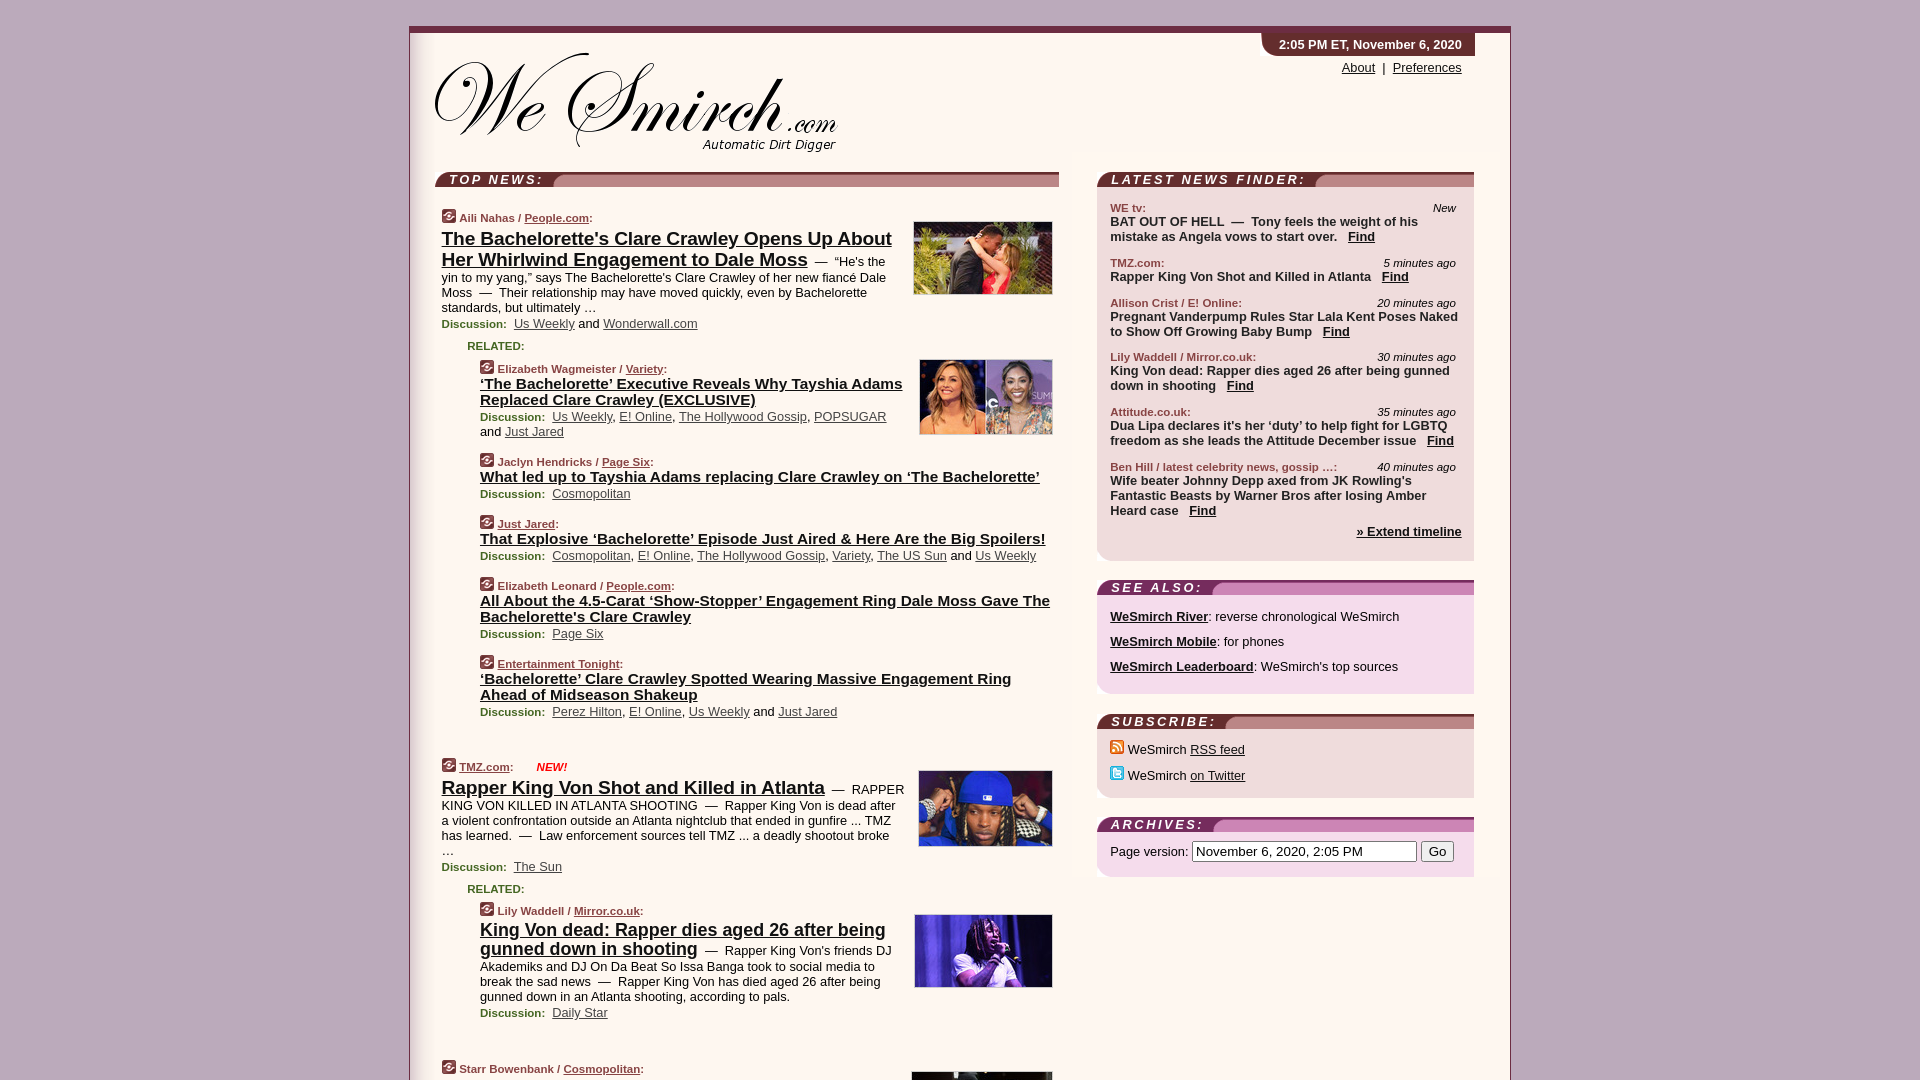 2:05 PM ET, November 6, 2020
About | Preferences
We Smirch .com
Automatic Dirt Digger
TOP NEWS:
Aili Nahas / People.com:
The Bachelorette's Clare Crawley Opens Up About
Her Whirlwind Engagement to Dale Moss — “He's the
yin to my yang,” says The Bachelorette's Clare Crawley of her new fiancé Dale
Moss — Their relationship may have moved quickly, even by Bachelorette
standards, but ultimately …
Discussion: Us Weekly and Wonderwall.com
RELATED:
Elizabeth Wagmeister / Variety:
‘The Bachelorette’ Executive Reveals Why Tayshia Adams
Replaced Clare Crawley (EXCLUSIVE)
Discussion: Us Weekly, E! Online, The Hollywood Gossip, POPSUGAR
and Just Jared
Jaclyn Hendricks / Page Six:
What led up to Tayshia Adams replacing Clare Crawley on ‘The Bachelorette’
Discussion: Cosmopolitan
Just Jared:
That Explosive ‘Bachelorette’ Episode Just Aired & Here Are the Big Spoilers!
Discussion: Cosmopolitan, E! Online, The Hollywood Gossip, Variety, The US Sun and Us Weekly
Elizabeth Leonard / People.com:
All About the 4.5-Carat ‘Show-Stopper’ Engagement Ring Dale Moss Gave The
Bachelorette's Clare Crawley
Discussion: Page Six
Entertainment Tonight:
‘Bachelorette’ Clare Crawley Spotted Wearing Massive Engagement Ring
Ahead of Midseason Shakeup
Discussion: Perez Hilton, E! Online, Us Weekly and Just Jared
TMZ.com: NEW!
Rapper King Von Shot and Killed in Atlanta — RAPPER
KING VON KILLED IN ATLANTA SHOOTING — Rapper King Von is dead after
a violent confrontation outside an Atlanta nightclub that ended in gunfire ... TMZ
has learned. — Law enforcement sources tell TMZ ... a deadly shootout broke
…
Discussion: The Sun
RELATED:
Lily Waddell / Mirror.co.uk:
King Von dead: Rapper dies aged 26 after being
gunned down in shooting — Rapper King Von's friends DJ
Akademiks and DJ On Da Beat So Issa Banga took to social media to
break the sad news — Rapper King Von has died aged 26 after being
gunned down in an Atlanta shooting, according to pals.
Discussion: Daily Star
Starr Bowenbank / Cosmopolitan:
LATEST NEWS FINDER:
WE tv: New
BAT OUT OF HELL — Tony feels the weight of his
mistake as Angela vows to start over. Find
TMZ.com: 5 minutes ago
Rapper King Von Shot and Killed in Atlanta Find
Allison Crist / E! Online: 20 minutes ago
Pregnant Vanderpump Rules Star Lala Kent Poses Naked
to Show Off Growing Baby Bump Find
Lily Waddell / Mirror.co.uk: 30 minutes ago
King Von dead: Rapper dies aged 26 after being gunned
down in shooting Find
Attitude.co.uk: 35 minutes ago
Dua Lipa declares it's her ‘duty’ to help fight for LGBTQ
freedom as she leads the Attitude December issue Find
Ben Hill / latest celebrity news, gossip …: 40 minutes ago
Wife beater Johnny Depp axed from JK Rowling's
Fantastic Beasts by Warner Bros after losing Amber
Heard case Find
» Extend timeline
SEE ALSO:
WeSmirch River: reverse chronological WeSmirch
WeSmirch Mobile: for phones
WeSmirch Leaderboard: WeSmirch's top sources
SUBSCRIBE:
WeSmirch RSS feed
WeSmirch on Twitter
ARCHIVES:
Page version: November 6, 2020, 2:05 PM Go